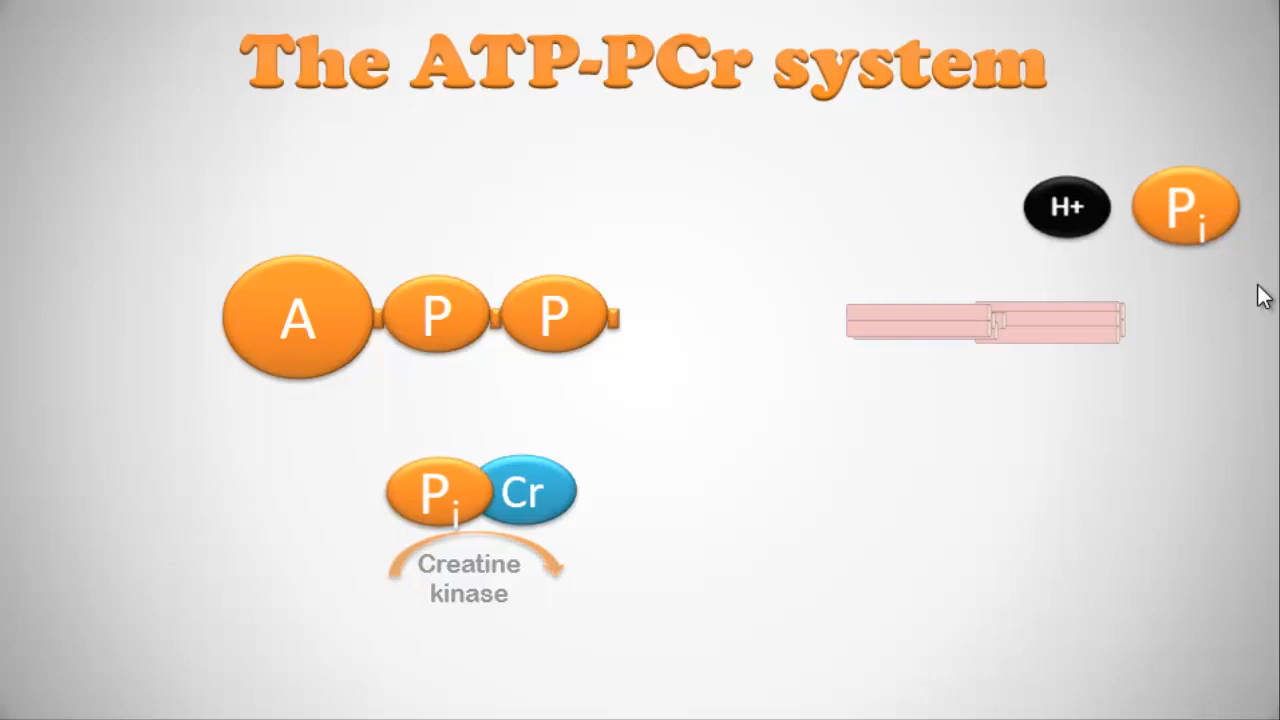 The ATP-PCr system
H+ Pi
A P P
Pi Cr
Creatine
kinase